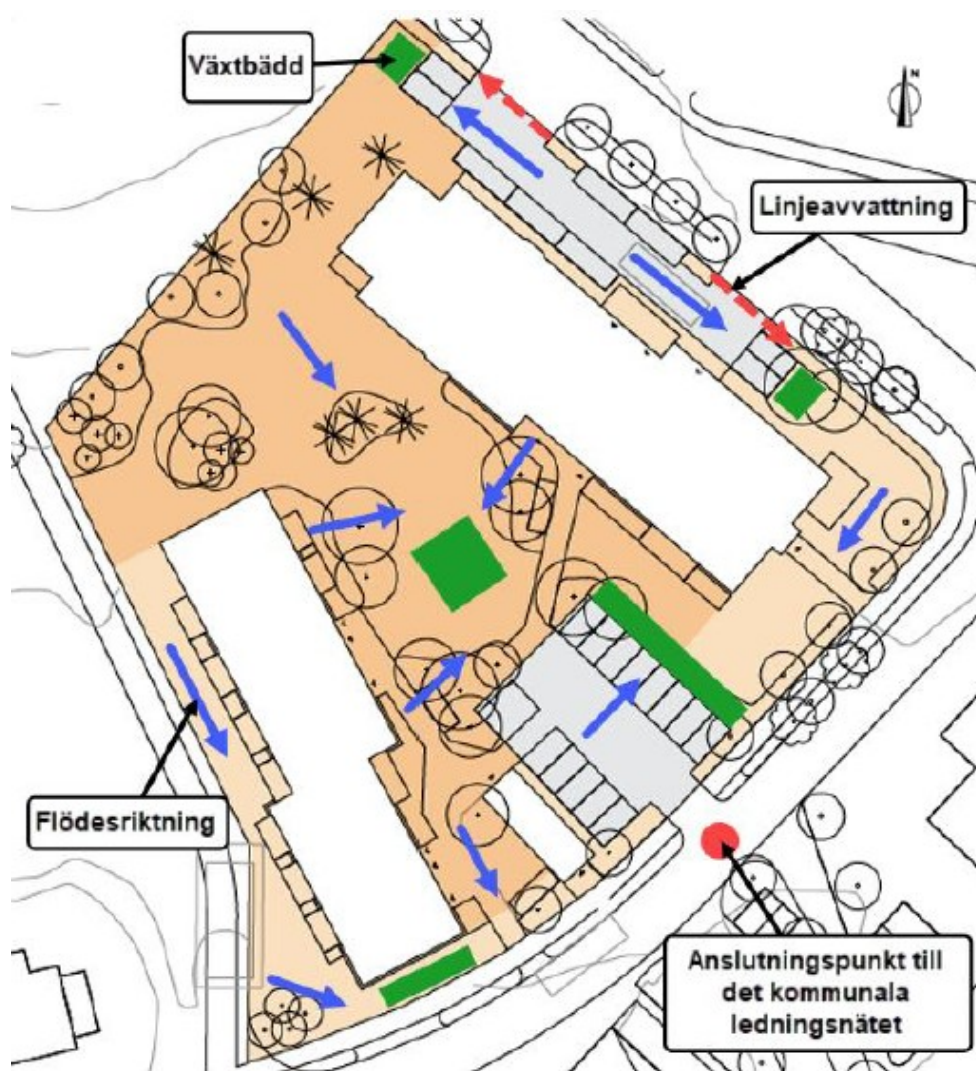 Växtbädd
N
Linjeavvattning
Flödesriktning
Anslutningspunkt till
det kommunala
ledningsnätet